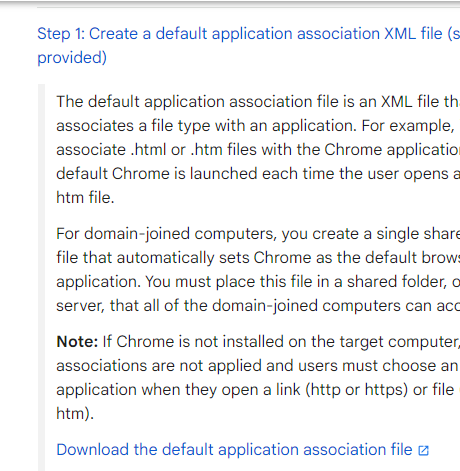 Step 1: Create a default application association XML file (s
provided)
The default application association file is an XML file th
associates a file type with an application. For example,
associate .html or .htm files with the Chrome applicatio
default Chrome is launched each time the user opens a
htm file.
For domain-joined computers, you create a single share
file that automatically sets Chrome as the default brows
application. You must place this file in a shared folder, o
server, that all of the domain-joined computers can acc
Note: If Chrome is not installed on the target computer,
associations are not applied and users must choose an
application when they open a link (http or https) or file
htm).
Download the default application association file